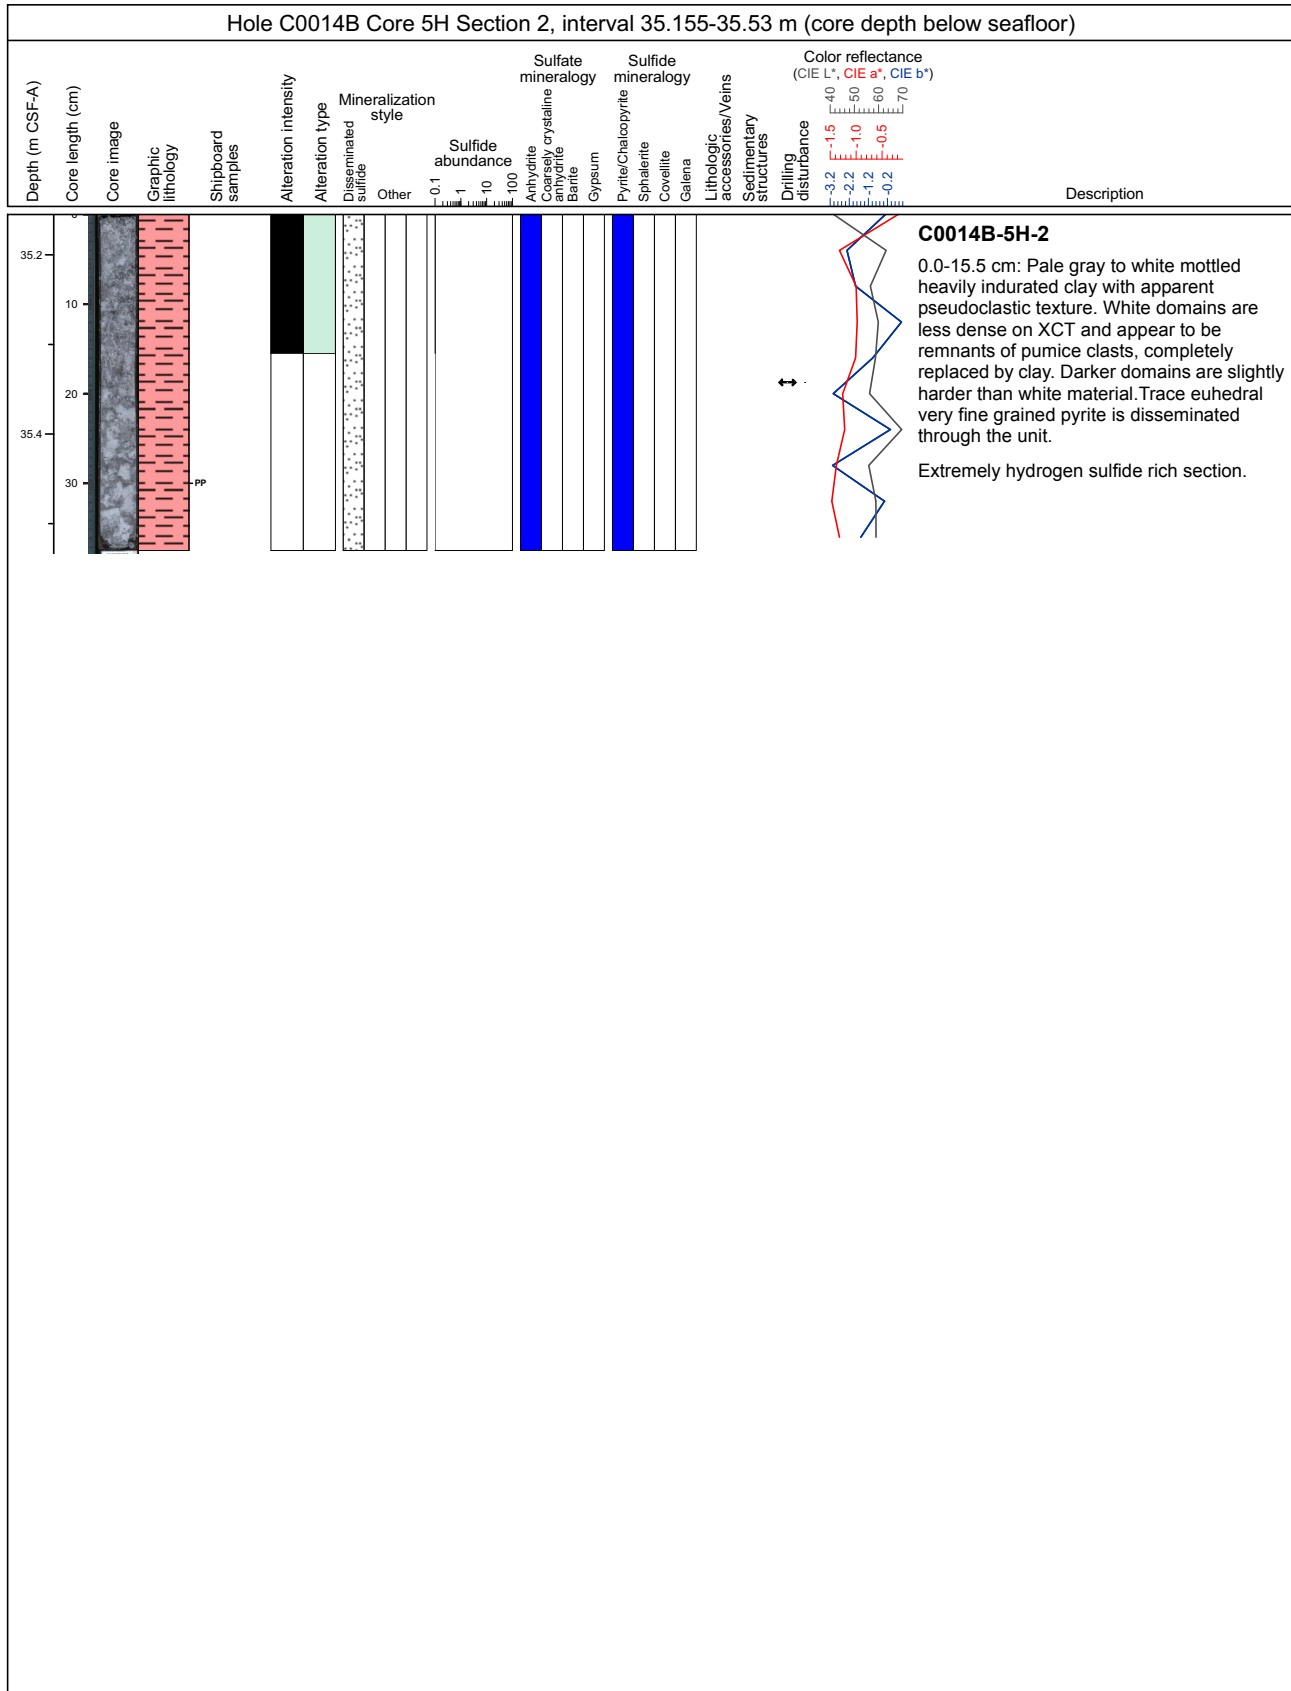 Hole C0014B Core 5H Section 2, interval 35.155-35.53 m (core depth below seafloor)
Depth (m CSF-A)
Core length (cm)
Core image
Graphic
lithology
Shipboard
samples
Alteration intensity
Alteration type
Mineralization
style
Disseminated
sulfide
Other
Sulfide
abundance
0.1
1
10
100
Sulfate
mineralogy
Anhydrite
Coarsely crystaline
anhydrite
Barite
Gypsum
Sulfide
mineralogy
Pyrite/Chalcopyrite
Sphalerite
Covellite
Galena
Lithologic
accessories/Veins
Sedimentary
structures
Drilling
disturbance
Color reflectance
(CIE L*, CIE a*, CIE b*)
40
50
60
70
-1.5
-1.0
-0.5
-3.2
-2.2
-1.2
-0.2
Description
35.2
35.4
10
20
30
PP
C0014B-5H-2
0.0-15.5 cm: Pale gray to white mottled
heavily indurated clay with apparent
pseudoclastic texture. White domains are
less dense on XCT and appear to be
remnants of pumice clasts, completely
replaced by clay. Darker domains are slightly
harder than white material.Trace euhedral
very fine grained pyrite is disseminated
through the unit.
Extremely hydrogen sulfide rich section.